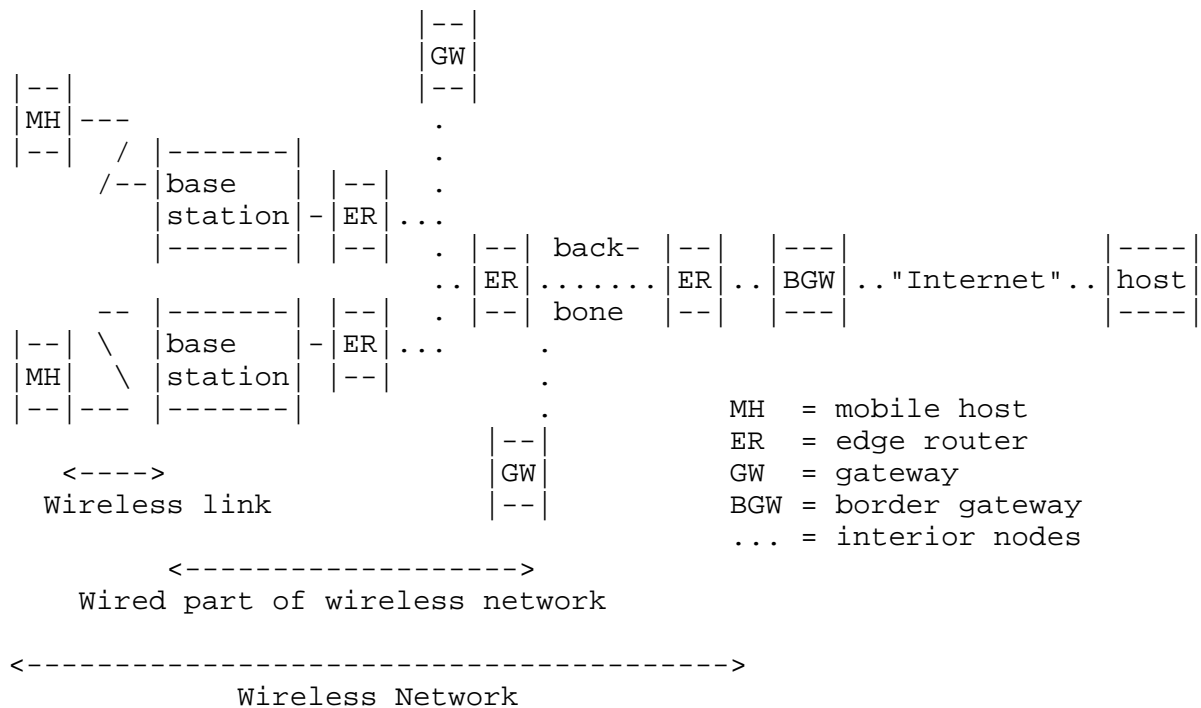 |--|
                       |GW|
|--|                   |--|
|MH|---                 .
|--|  /  |-------|      .
     /--|base   | |--|  .
        |station|-|ER|...
        |-------| |--|  . |--| back-  |--|  |---|               |----|
                        ..|ER|.......|ER|..|BGW|.."Internet"..|host|
     --  |-------| |--|  . |--| bone   |--|  |---|               |----|
|--|  \  |base   |-|ER|...     .
|MH|   \ |station| |--|        .
|--|---  |-------|             .          MH  = mobile host
                           |--|          ER  = edge router
   <---->                  |GW|          GW  = gateway
  Wireless link            |--|          BGW = border gateway
                                         ... = interior nodes
         <------------------->
    Wired part of wireless network
<---------------------------------------->
             Wireless Network